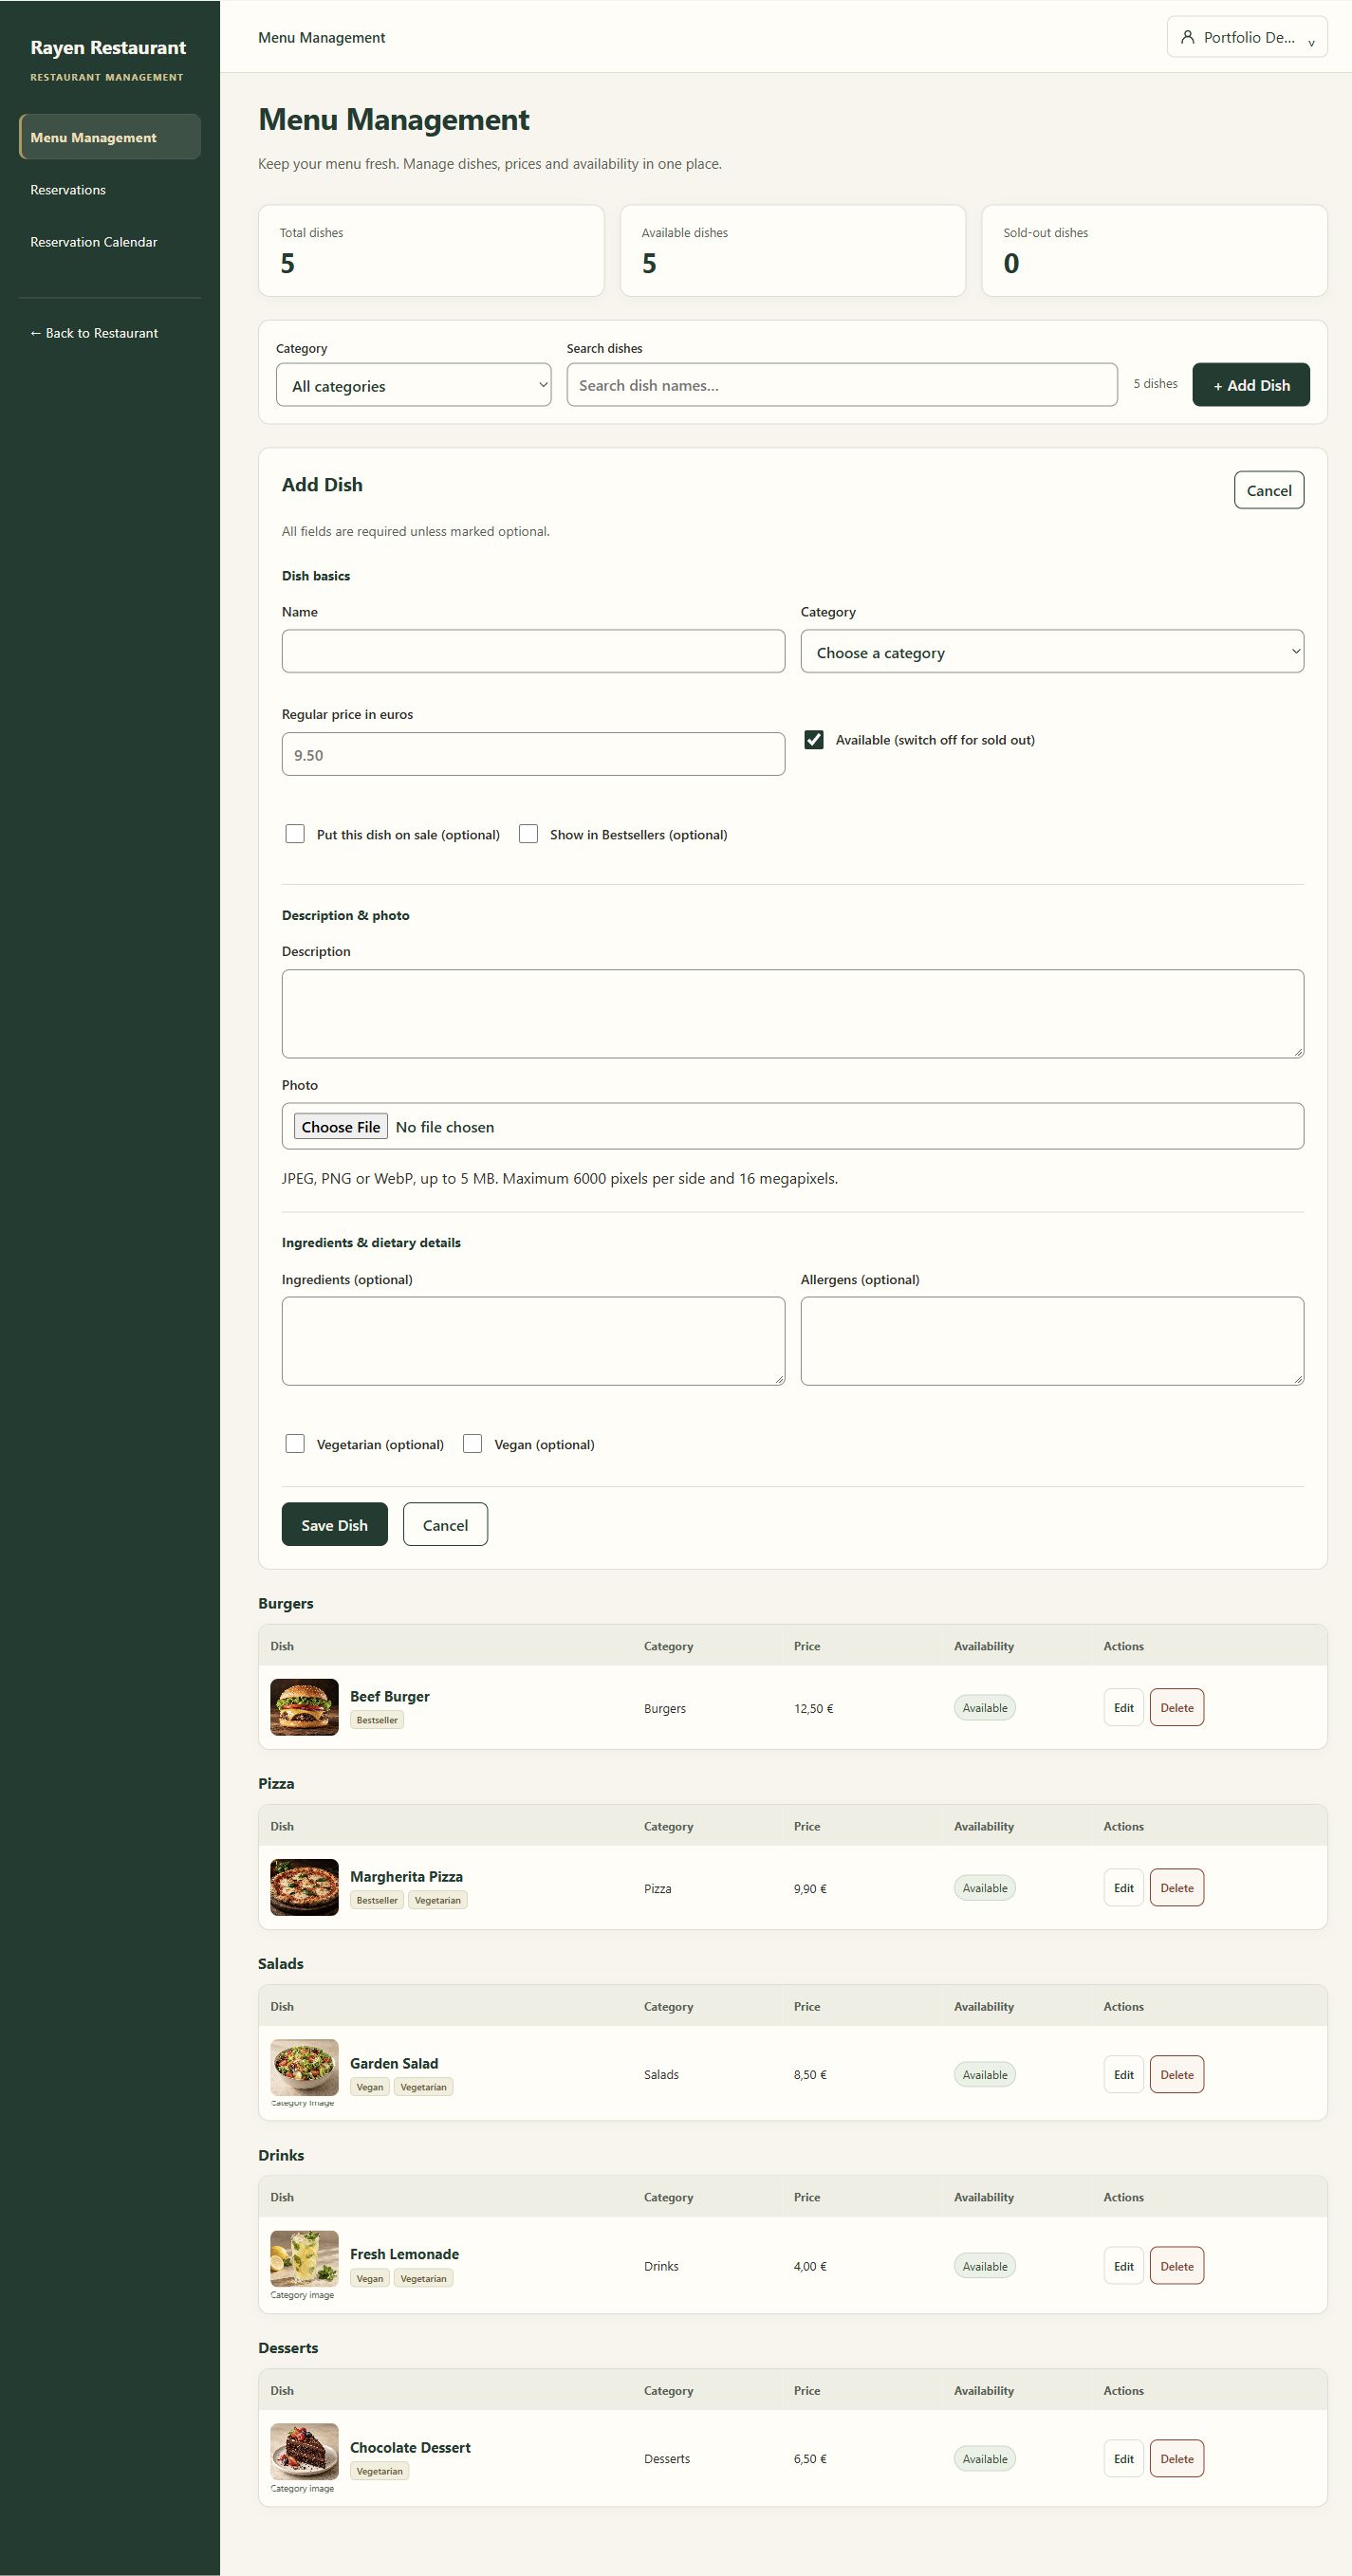 Rayen Restaurant
RESTAURANT MANAGEMENT
Menu Management
Reservations
Reservation Calendar
← Back to Restaurant
Menu Management
Portfolio De... v
Menu Management
Keep your menu fresh. Manage dishes, prices and availability in one place.
Total dishes
5
Available dishes
5
Sold-out dishes
0
Category
All categories
Search dishes
Search dish names...
5 dishes
+ Add Dish
Add Dish
Cancel
All fields are required unless marked optional.
Dish basics
Name
Category
Choose a category
Regular price in euros
9.50
Available (switch off for sold out)
Put this dish on sale (optional)
Show in Bestsellers (optional)
Description & photo
Description
Photo
Choose File No file chosen
JPEG, PNG or WebP, up to 5 MB. Maximum 6000 pixels per side and 16 megapixels.
Ingredients & dietary details
Ingredients (optional)
Allergens (optional)
Vegetarian (optional)
Vegan (optional)
Save Dish
Cancel
Burgers
Dish Category Price Availability Actions
Beef Burger
Bestseller
Burgers 12,50 € Available Edit Delete
Pizza
Dish Category Price Availability Actions
Margherita Pizza
Bestseller Vegetarian
Pizza 9,90 € Available Edit Delete
Salads
Dish Category Price Availability Actions
Garden Salad
Vegan Vegetarian
Category image
Salads 8,50 € Available Edit Delete
Drinks
Dish Category Price Availability Actions
Fresh Lemonade
Vegan Vegetarian
Category image
Drinks 4,00 € Available Edit Delete
Desserts
Dish Category Price Availability Actions
Chocolate Dessert
Vegetarian
Category image
Desserts 6,50 € Available Edit Delete